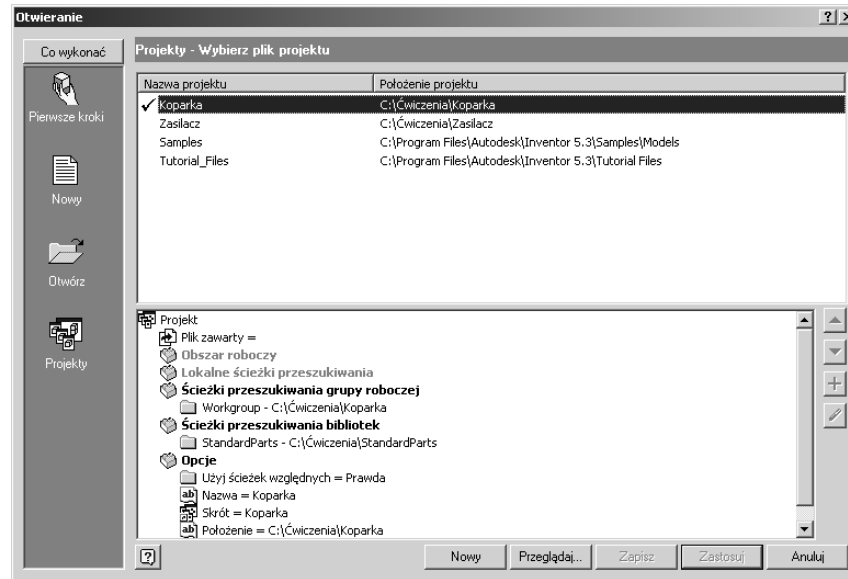 Otwieranie
Co wykonać
Pierwsze kroki
Nowy
Otwórz
Projekty
Projekty - Wybierz plik projektu
Nazwa projektu Położenie projektu
Koparka C:\Ćwiczenia\Koparka
Zasilacz C:\Ćwiczenia\Zasilacz
Samples C:\Program Files\Autodesk\Inventor 5.3\Samples\Models
Tutorial_Files C:\Program Files\Autodesk\Inventor 5.3\Tutorial Files
Projekt
Plik zawarty =
Obszar roboczy
Lokalne ścieżki przeszukiwania
Ścieżki przeszukiwania grupy roboczej
Workgroup - C:\Ćwiczenia\Koparka
Ścieżki przeszukiwania bibliotek
StandardParts - C:\Ćwiczenia\StandardParts
Opcje
Użyj ścieżek względnych = Prawda
ab Nazwa = Koparka
Skrót = Koparka
ab Położenie = C:\Ćwiczenia\Koparka
Nowy Przeglądaj... Zapisz Zastosuj Anuluj